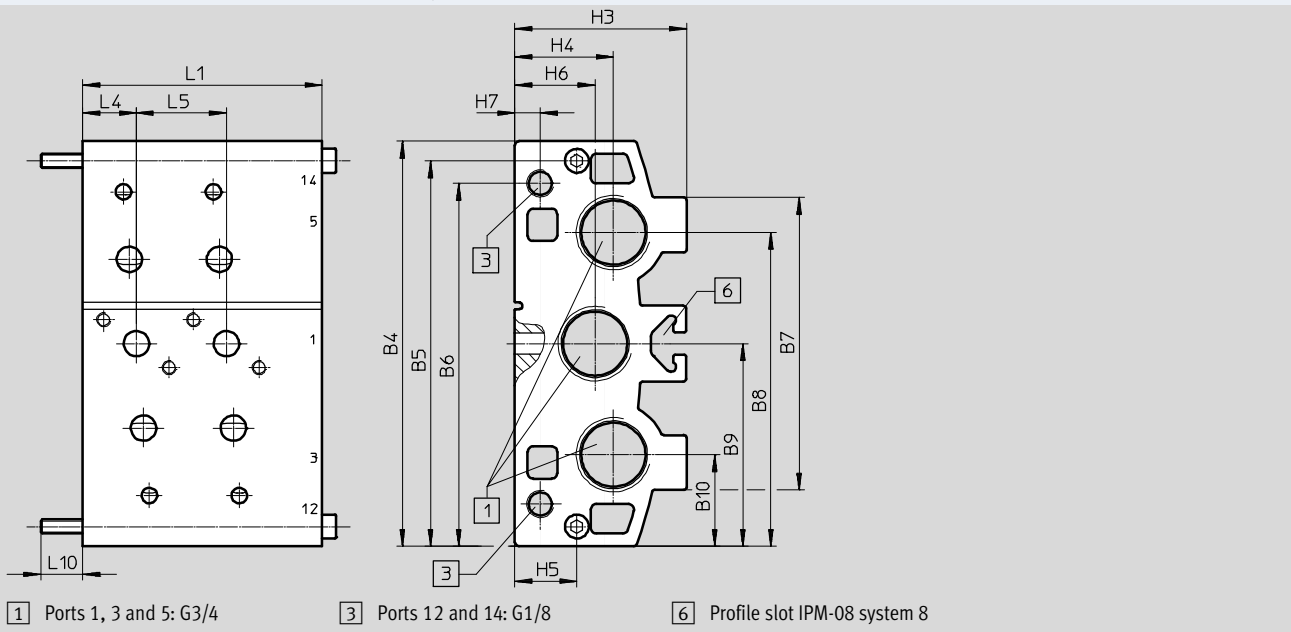 H3
H4
L1
H6
L4 L5
H7
14
5
3
6
B4
B5
B6
1
B7
B8
B9
3
B10
1
12
L10
3
H5
1 Ports 1, 3 and 5: G3/4
3 Ports 12 and 14: G1/8
6 Profile slot IPM-08 system 8